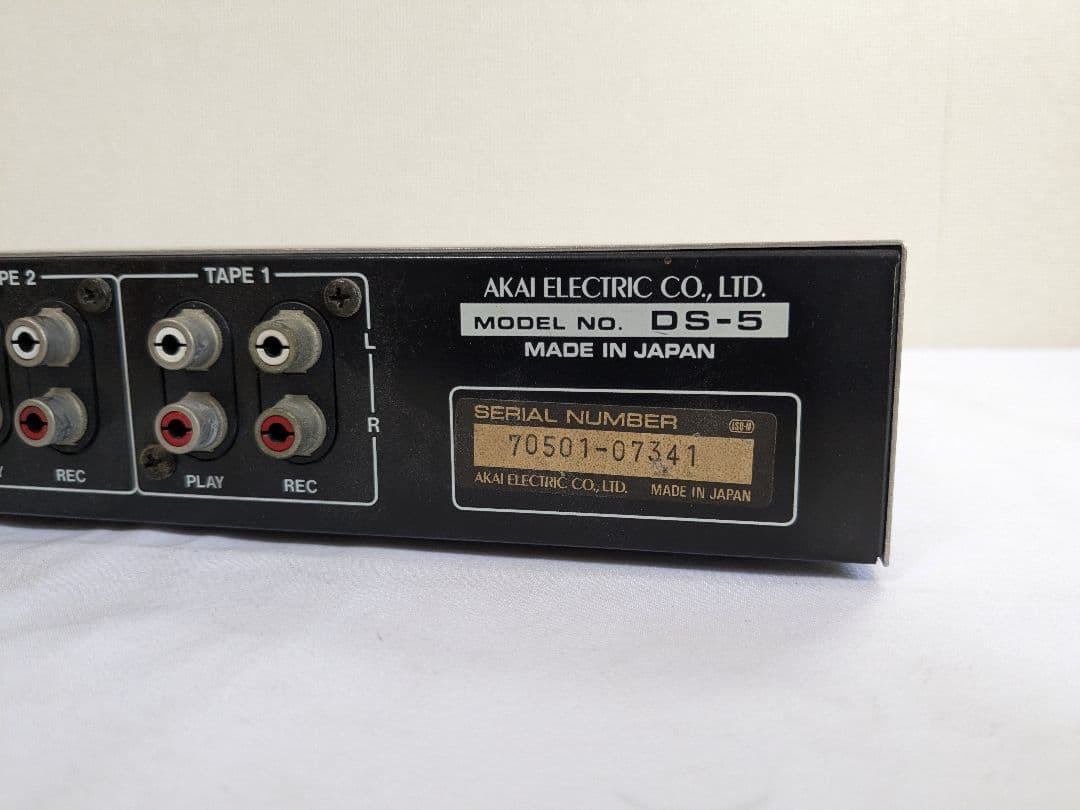 PE 2
TAPE 1
L
R
REC
PLAY
REC
AKAI ELECTRIC CO., LTD.
MODEL NO. DS-5
MADE IN JAPAN
SERIAL NUMBER
70501-07341
AKAI ELECTRIC CO., LTD. MADE IN JAPAN